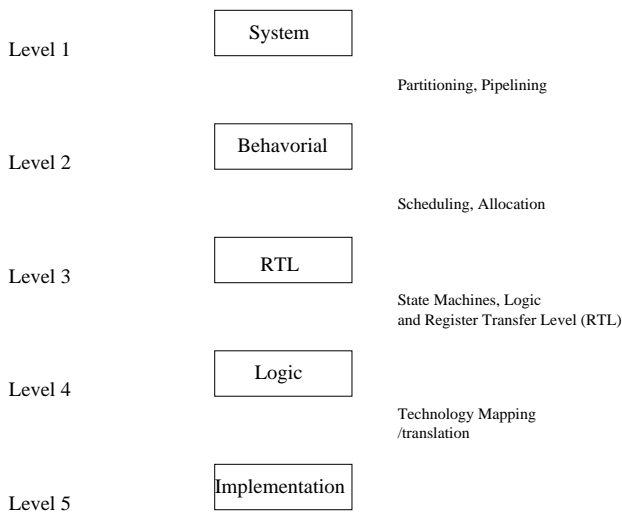 System
Level 1
Partitioning, Pipelining
Behavorial
Level 2
Scheduling, Allocation
RTL
Level 3
State Machines, Logic
and Register Transfer Level (RTL)
Logic
Level 4
Technology Mapping
/translation
Implementation
Level 5